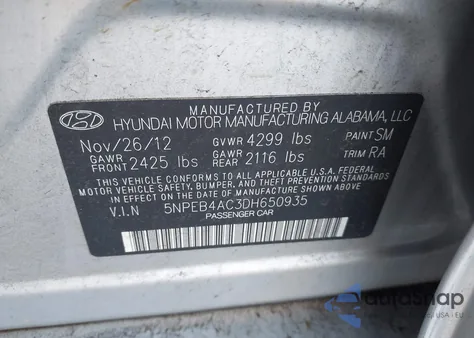 MANUFACTURED BY
HYUNDAI MOTOR MANUFACTURING ALABAMA, LLC
Nov/26/12 GVWR 4299 lbs PAINT SM
GAWR FRONT 2425 lbs GAWR REAR 2116 lbs TRIM RA
THIS VEHICLE CONFORMS TO ALL APPLICABLE U.S.
FEDERAL MOTOR VEHICLE SAFETY, BUMPER, AND
THEFT PREVENTION STANDARDS IN EFFECT ON THE
DATE OF MANUFACTURE SHOWN ABOVE.
V.I.N 5NPEB4AC3DH650935
PASSENGER CAR
AutoSnap